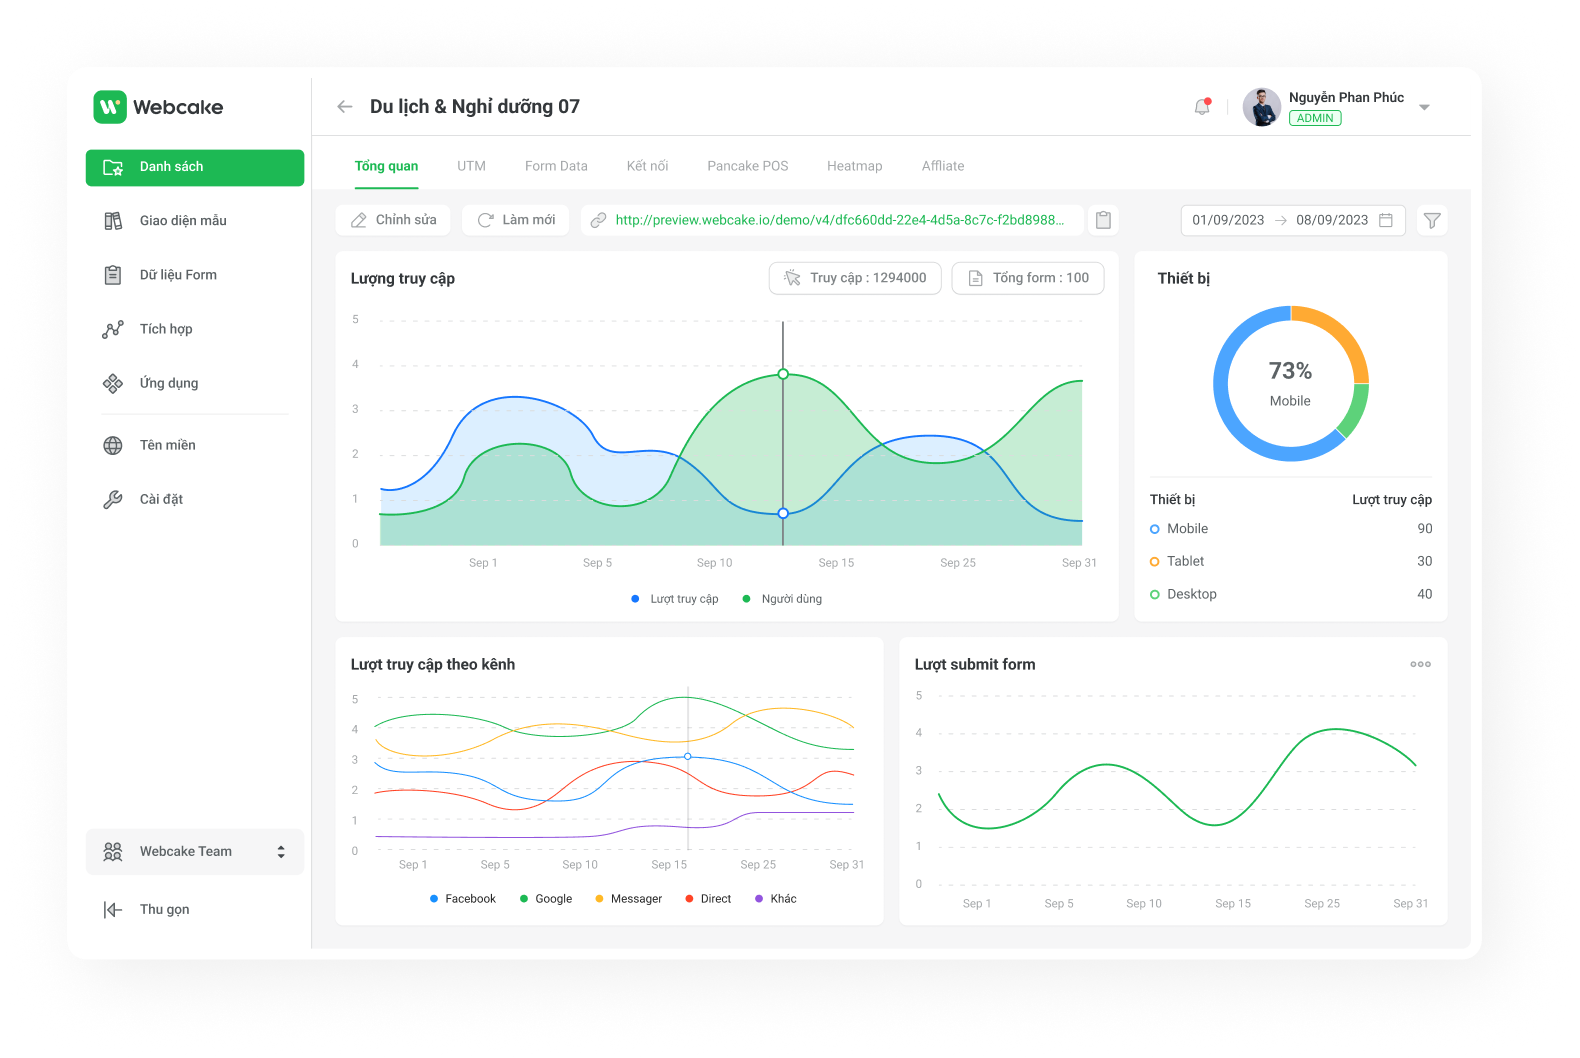 Webcake
Danh sách
Giao diện mẫu
Dữ liệu Form
Tích hợp
Ứng dụng
Tên miền
Cài đặt
Webcake Team
Thu gọn
Du lịch & Nghỉ dưỡng 07
Nguyễn Phan Phúc
ADMIN
Tổng quan UTM Form Data Kết nối Pancake POS Heatmap Affliate
Chỉnh sửa Làm mới http://preview.webcake.io/demo/v4/dfc660dd-22e4-4d5a-8c7c-f2bd8988... 01/09/2023 → 08/09/2023
Lượng truy cập Truy cập : 1294000 Tổng form : 100
5
4
3
2
1
0
Sep 1 Sep 5 Sep 10 Sep 15 Sep 25 Sep 31
Lượt truy cập Người dùng
Thiết bị
73%
Mobile
Thiết bị Lượt truy cập
Mobile 90
Tablet 30
Desktop 40
Lượt truy cập theo kênh
5
4
3
2
1
0
Sep 1 Sep 5 Sep 10 Sep 15 Sep 25 Sep 31
Facebook Google Messager Direct Khác
Lượt submit form
5
4
3
2
1
0
Sep 1 Sep 5 Sep 10 Sep 15 Sep 25 Sep 31